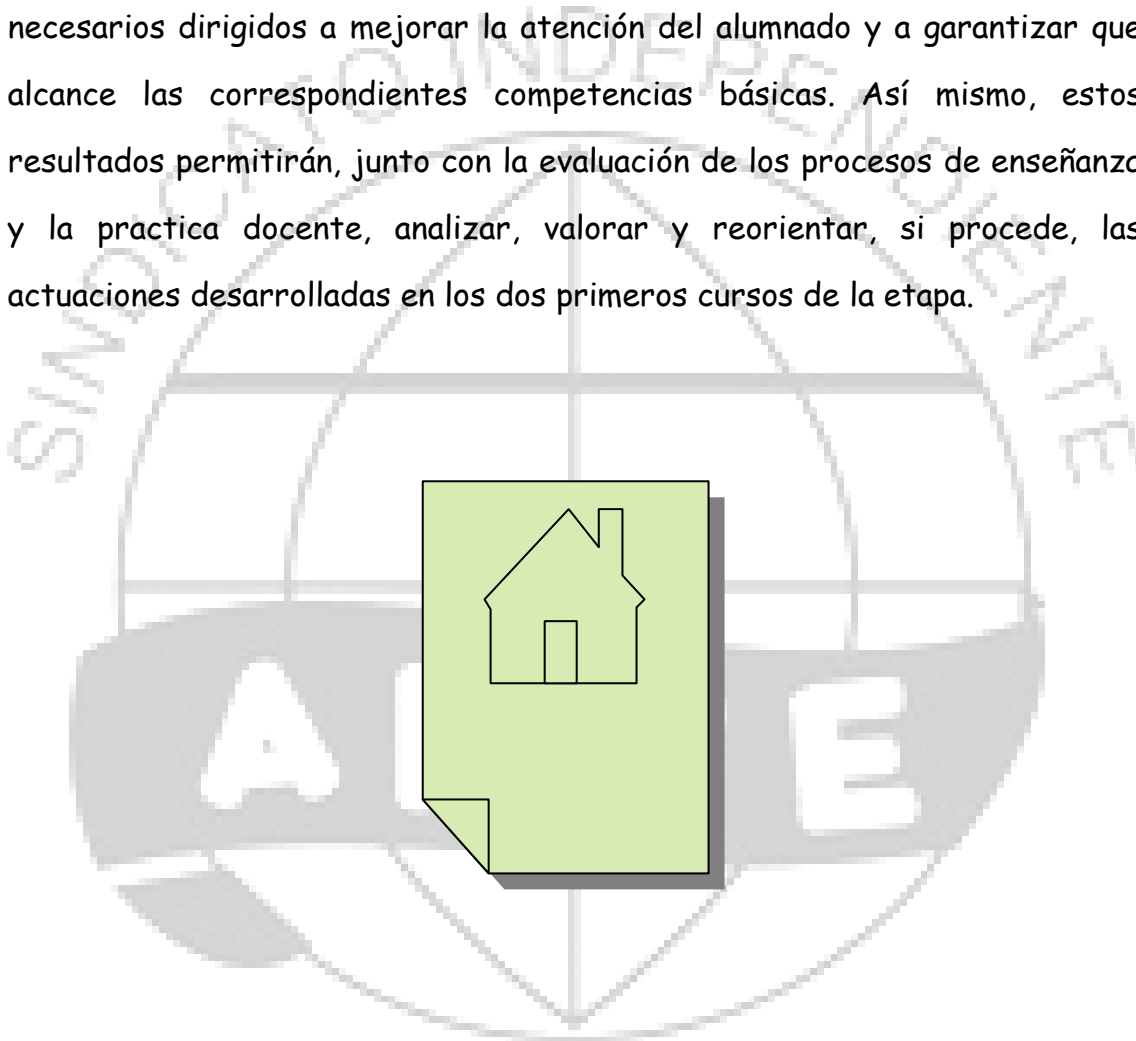 necesarios dirigidos a mejorar la atención del alumnado y a garantizar que
alcance las correspondientes competencias básicas. Así mismo, estos
resultados permitirán, junto con la evaluación de los procesos de enseñanza
y la practica docente, analizar, valorar y reorientar, si procede, las
actuaciones desarrolladas en los dos primeros cursos de la etapa.
SINDICATO INDEPENDIENTE
A
E